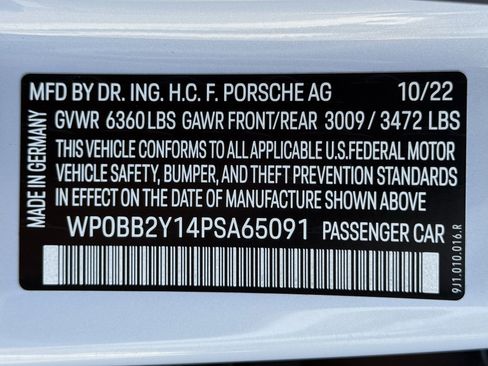 MFD BY DR. ING. H.C. F. PORSCHE AG 10/22
GVWR 6360 LBS GAWR FRONT/REAR 3009 / 3472 LBS
THIS VEHICLE CONFORMS TO ALL APPLICABLE U.S.FEDERAL MOTOR
VEHICLE SAFETY, BUMPER, AND THEFT PREVENTION STANDARDS
IN EFFECT ON THE DATE OF MANUFACTURE SHOWN ABOVE
WP0BB2Y14PSA65091 PASSENGER CAR
MADE IN GERMANY
9J1.010.016.R